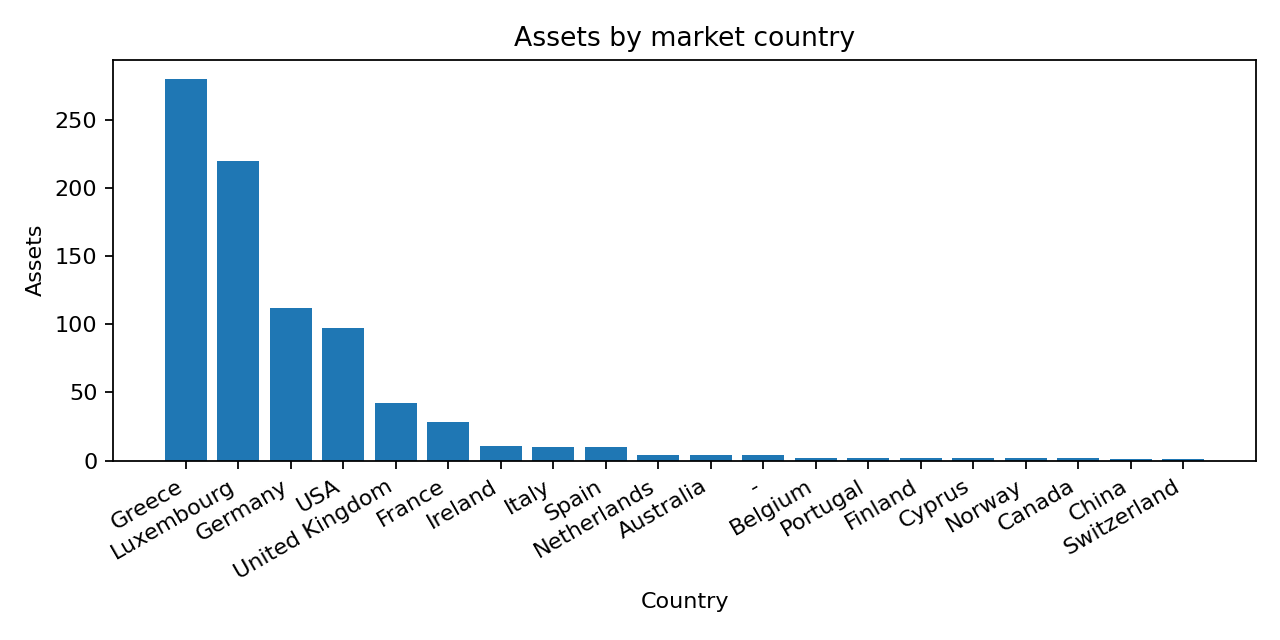 Assets by market country
Assets
250
200
150
100
50
0
Greece
Luxembourg
Germany
USA
United Kingdom
France
Ireland
Italy
Spain
Netherlands
Australia
-
Belgium
Portugal
Finland
Cyprus
Norway
Canada
China
Switzerland
Country